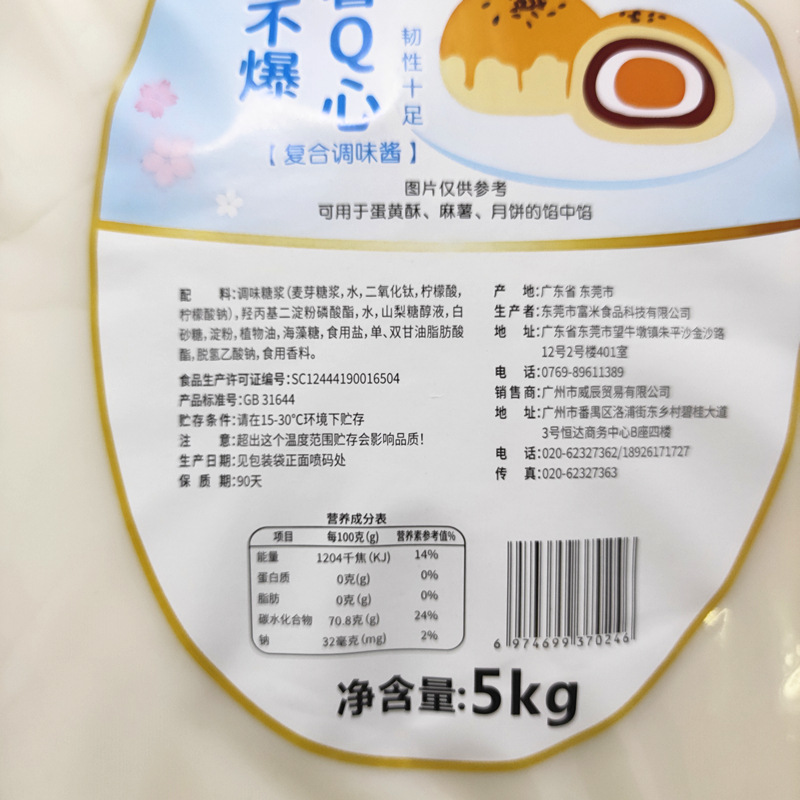 不爆
Q心
韧性十足
【复合调味酱】
图片仅供参考
可用于蛋黄酥、麻薯、月饼的馅中馅
配 料:调味糖浆(麦芽糖浆,水,二氧化钛,柠檬酸,
柠檬酸钠),羟丙基二淀粉磷酸酯,水,山梨糖醇液,白
砂糖,淀粉,植物油,海藻糖,食用盐,单、双甘油脂肪酸
酯,脱氢乙酸钠,食用香料。
食品生产许可证编号:SC12444190016504
产品标准号:GB 31644
贮存条件:请在15-30℃环境下贮存
注 意:超出这个温度范围贮存会影响品质!
生产日期:见包装袋正面喷码处
保 质 期:90天
产 地:广东省 东莞市
生产者:东莞市富米食品科技有限公司
地 址:广东省东莞市望牛墩镇朱平沙金沙路
12号2号楼401室
电 话:0769-89611389
销售商:广州市威辰贸易有限公司
地 址:广州市番禺区洛浦街东乡村碧桂大道
3号恒达商务中心B座四楼
电 话:020-62327362/18926171727
传 真:020-62327363
营养成分表
项目 每100克(g) 营养素参考值%
能量 1204千焦(KJ) 14%
蛋白质 0克(g) 0%
脂肪 0克(g) 0%
碳水化合物 70.8克(g) 24%
钠 32毫克(mg) 2%
6 974699 370246
净含量:5kg